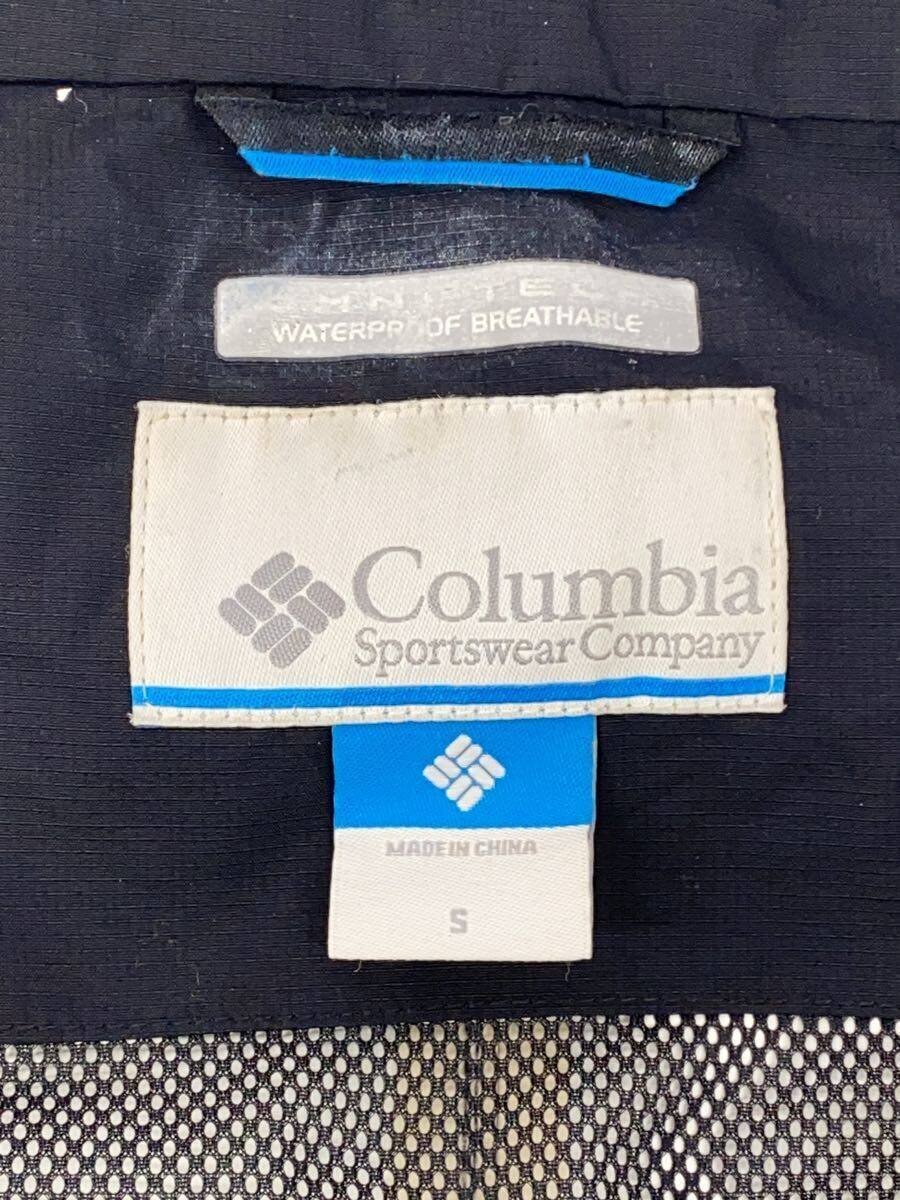 WATERPROOF BREATHABLE
Columbia
Sportswear Company
MADE IN CHINA
S